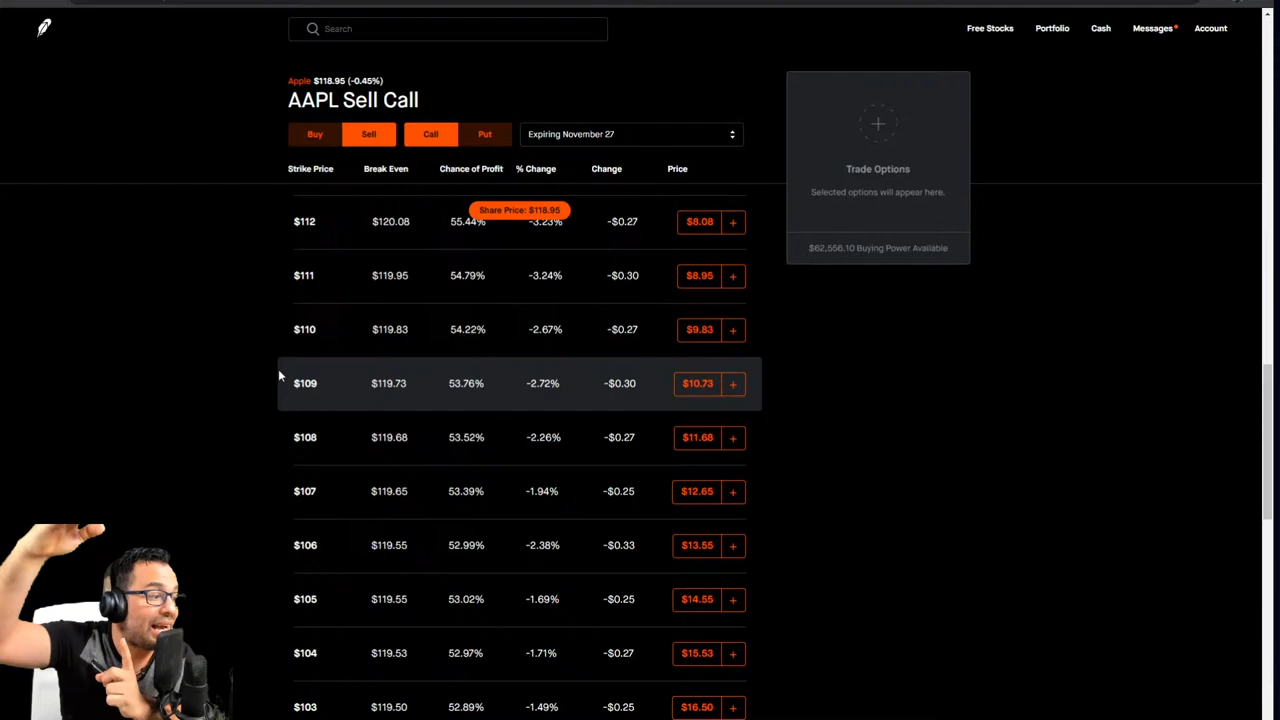 Search
Free Stocks Portfolio Cash Messages Account
Apple $118.95 (-0.45%)
AAPL Sell Call
Buy Sell Call Put Expiring November 27
Strike Price Break Even Chance of Profit % Change Change Price
Share Price: $118.95
$112 $120.08 55.44% -3.23% -$0.27 $8.08 +
$111 $119.95 54.79% -3.24% -$0.30 $8.95 +
$110 $119.83 54.22% -2.67% -$0.27 $9.83 +
$109 $119.73 53.76% -2.72% -$0.30 $10.73 +
$108 $119.68 53.52% -2.26% -$0.27 $11.68 +
$107 $119.65 53.39% -1.94% -$0.25 $12.65 +
$106 $119.55 52.99% -2.38% -$0.33 $13.55 +
$105 $119.55 53.02% -1.69% -$0.25 $14.55 +
$104 $119.53 52.97% -1.71% -$0.27 $15.53 +
$103 $119.50 52.89% -1.49% -$0.25 $16.50 +
Trade Options
Selected options will appear here.
$62,556.10 Buying Power Available